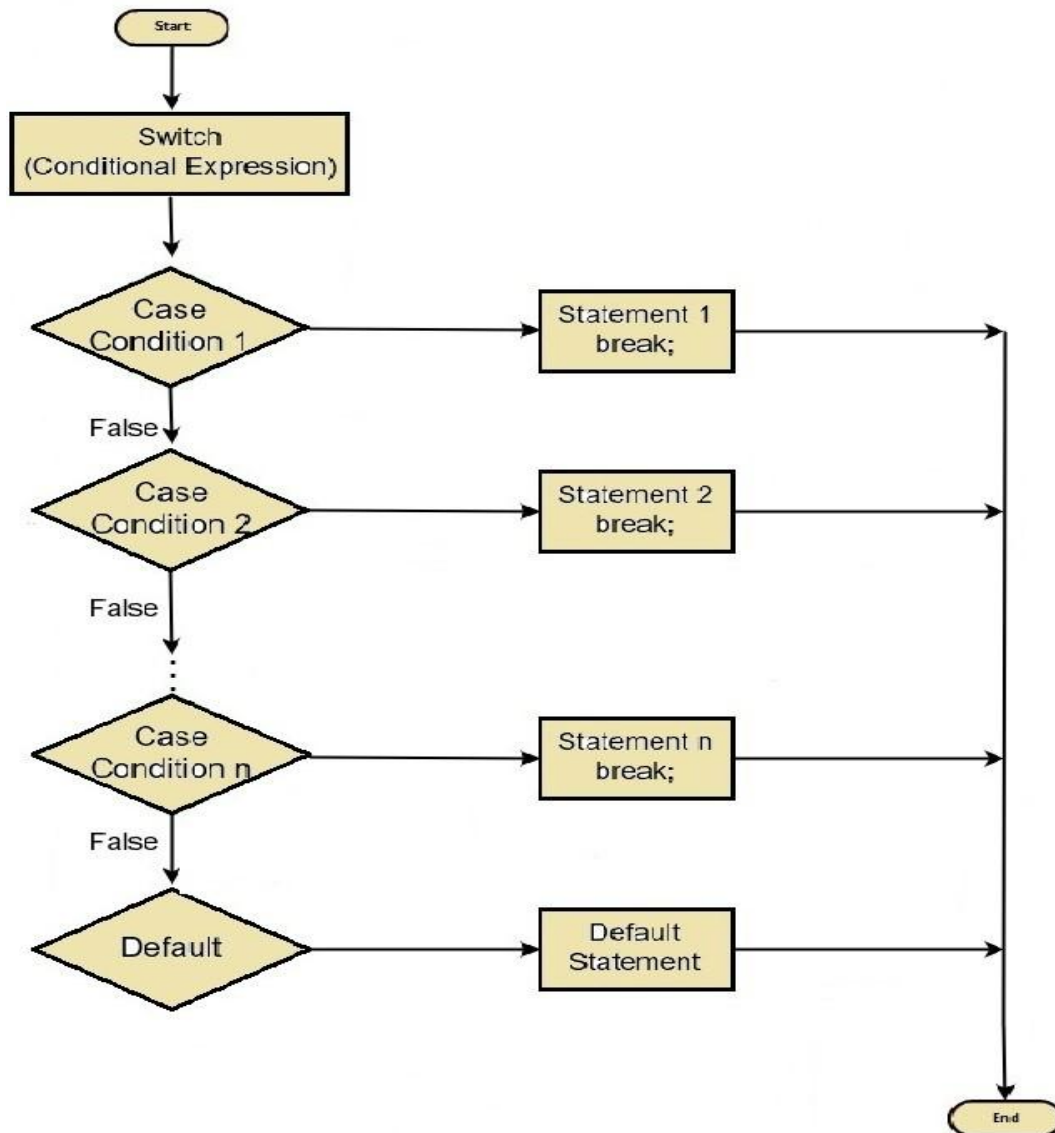 Start
Switch
(Conditional Expression)
Case
Condition 1
Statement 1
break;
False
Case
Condition 2
Statement 2
break;
False
Case
Condition n
Statement n
break;
False
Default
Default
Statement
End